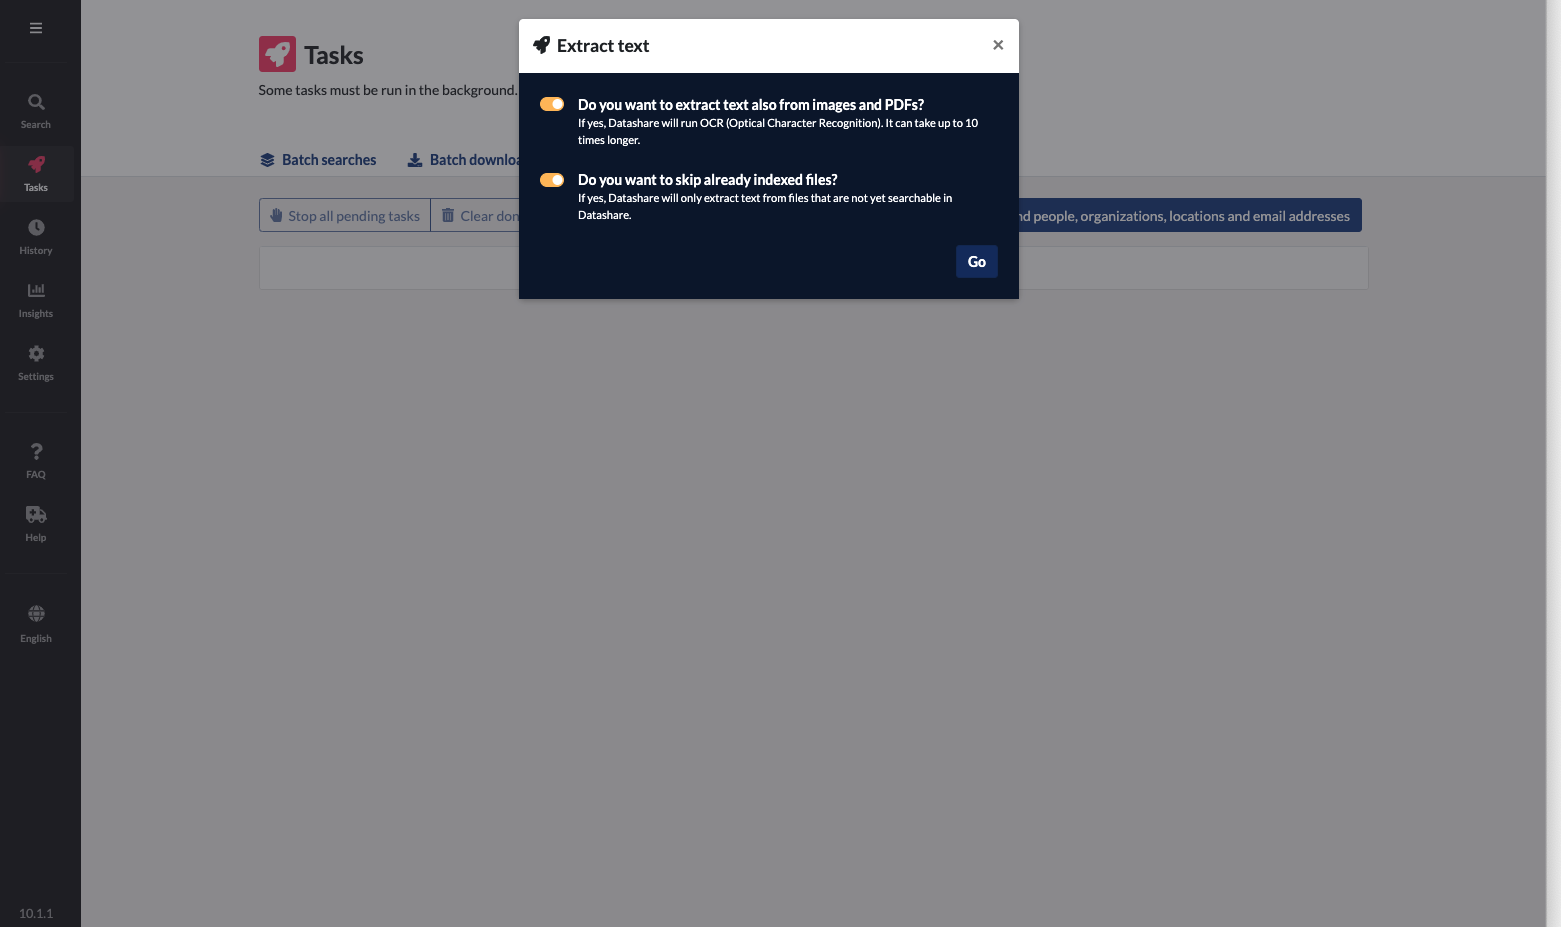 Extract text
×
Do you want to extract text also from images and PDFs?
If yes, Datashare will run OCR (Optical Character Recognition). It can take up to 10
times longer.
Do you want to skip already indexed files?
If yes, Datashare will only extract text from files that are not yet searchable in
Datashare.
Go
Tasks
Some tasks must be run in the background.
Batch searches
Batch
Stop all pending tasks
Clear
people, organizations, locations and email addresses
Search
Tasks
History
Insights
Settings
FAQ
Help
English
10.1.1